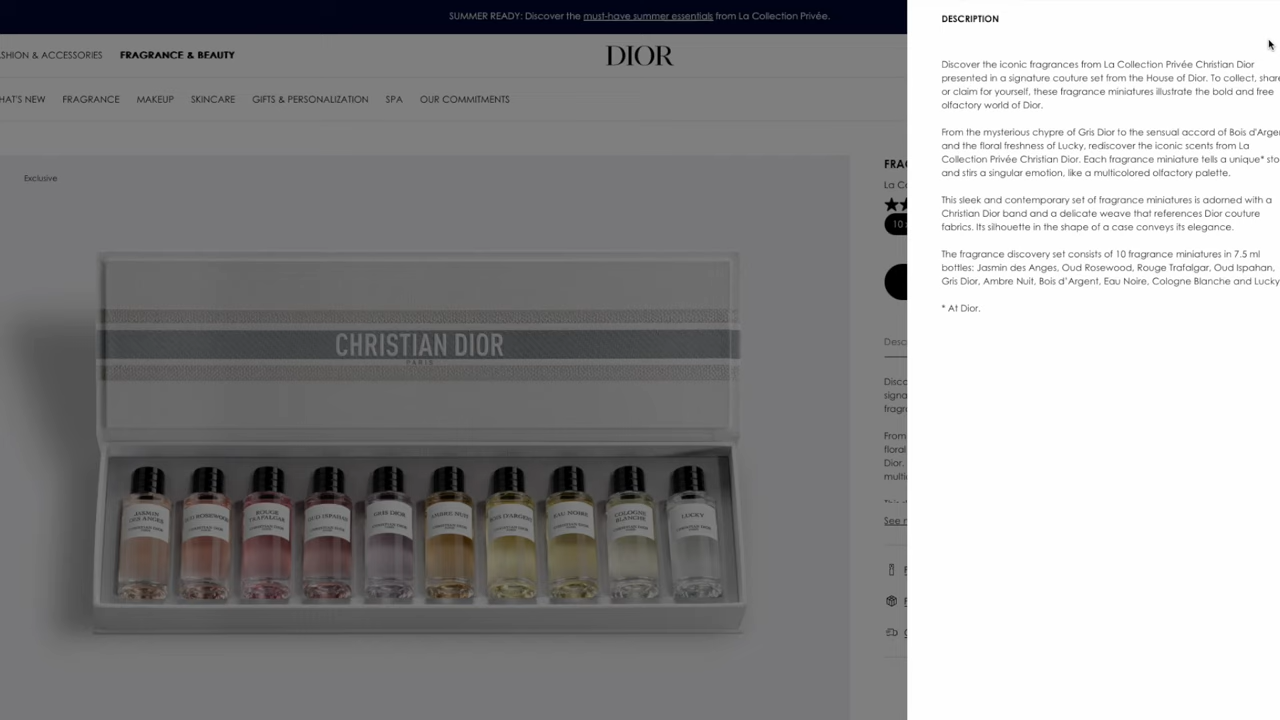 SUMMER READY: Discover the must-have summer essentials from La Collection Privée.
FRAGRANCE & BEAUTY
DIOR
FRAGRANCE MAKEUP SKINCARE GIFTS & PERSONALIZATION SPA OUR COMMITMENTS
Exclusive
CHRISTIAN DIOR
PARIS
JASMIN
DES ANGES
ROUGE
TRAFALGAR
GRIS DIOR
AMBRE NUIT
EAU NOIRE
COLOGNE
BLANCHE
LUCKY
10
DESCRIPTION
Discover the iconic fragrances from La Collection Privée Christian Dior
presented in a signature couture set from the House of Dior. To collect, share
or claim for yourself, these fragrance miniatures illustrate the bold and free
olfactory world of Dior.
From the mysterious chypre of Gris Dior to the sensual accord of Bois d'Argen
and the floral freshness of Lucky, rediscover the iconic scents from La
Collection Privée Christian Dior. Each fragrance miniature tells a unique* sto
and stirs a singular emotion, like a multicolored olfactory palette.
This sleek and contemporary set of fragrance miniatures is adorned with a
Christian Dior band and a delicate weave that references Dior couture
fabrics. Its silhouette in the shape of a case conveys its elegance.
The fragrance discovery set consists of 10 fragrance miniatures in 7.5 ml
bottles: Jasmin des Anges, Oud Rosewood, Rouge Trafalgar, Oud Ispahan,
Gris Dior, Ambre Nuit, Bois d'Argent, Eau Noire, Cologne Blanche and Lucky
* At Dior.